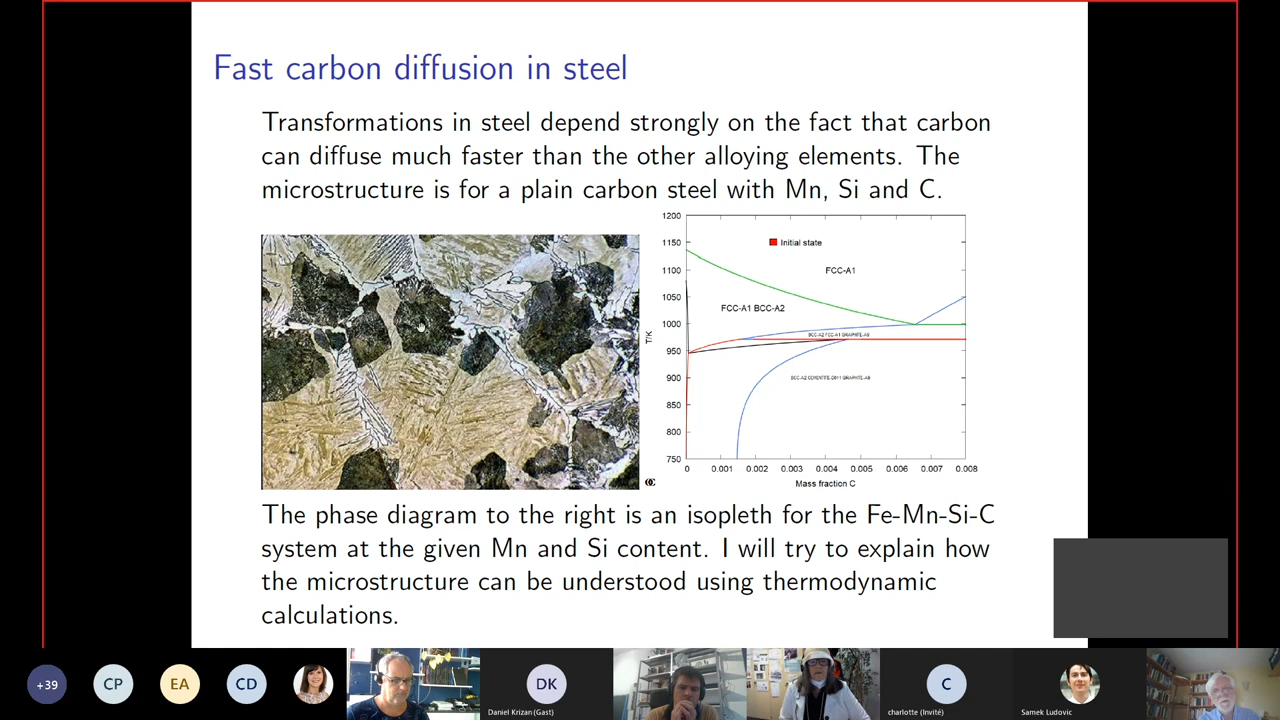 Fast carbon diffusion in steel
Transformations in steel depend strongly on the fact that carbon
can diffuse much faster than the other alloying elements. The
microstructure is for a plain carbon steel with Mn, Si and C.
1200
1150
1100
1050
1000
950
900
850
800
750
T/K
Initial state
FCC-A1
FCC-A1 BCC-A2
BCC-A2 FCC-A1 GRAPHITE-A9
BCC-A2 CEMENTITE-D011 GRAPHITE-A9
0 0.001 0.002 0.003 0.004 0.005 0.006 0.007 0.008
Mass fraction C
The phase diagram to the right is an isopleth for the Fe-Mn-Si-C
system at the given Mn and Si content. I will try to explain how
the microstructure can be understood using thermodynamic
calculations.
+39
CP
EA
CD
DK
Daniel Krizan (Gast)
C
charlotte (Invité)
Samek Ludovic